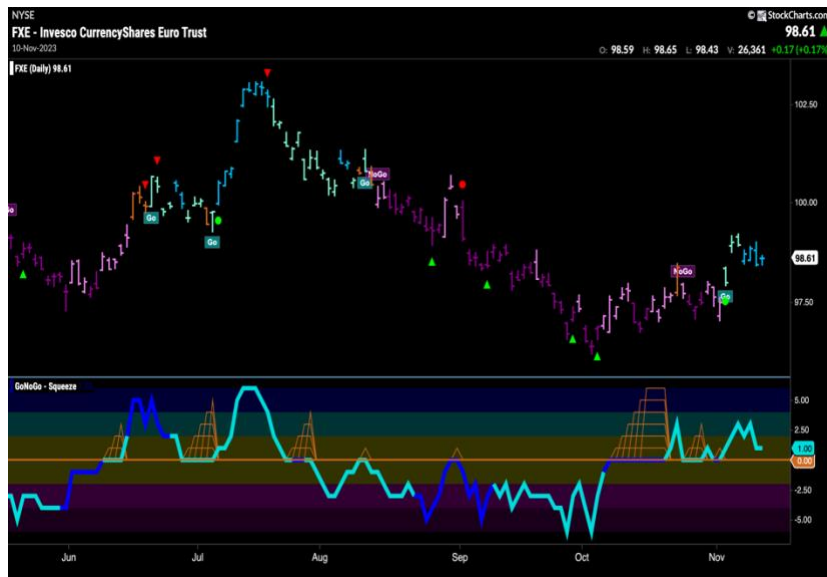 NYSE
© StockCharts.com
FXE - Invesco CurrencyShares Euro Trust
98.61
10-Nov-2023
O: 98.59 H: 98.65 L: 98.43 V: 26,361 +0.17 (+0.17%)
FXE (Daily) 98.61
102.50
NoGo
Go
Go
100.00
Go
98.61
NoGo
Go
97.50
GoNoGo - Squeeze
5.00
2.50
1.00
0.00
-2.50
-5.00
Jun Jul Aug Sep Oct Nov